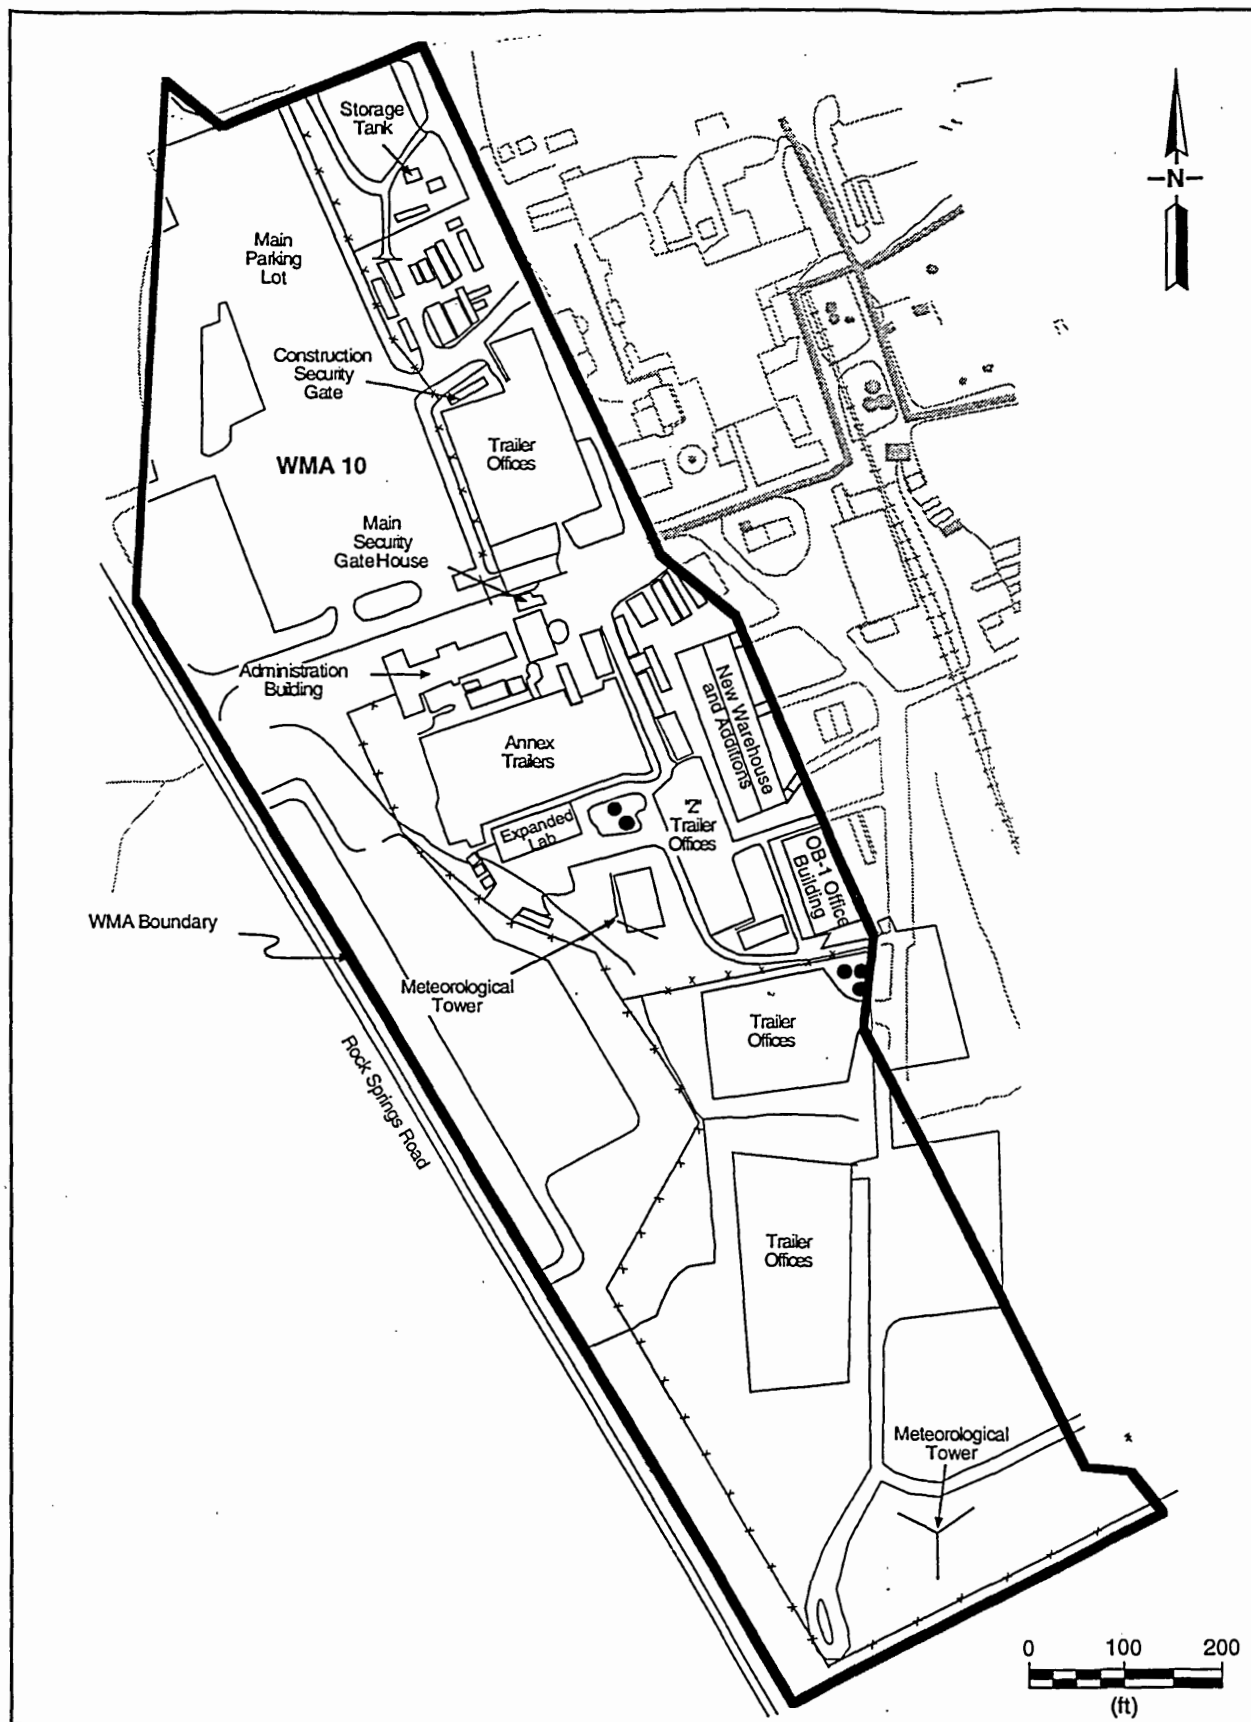 Storage
Tank
N
Main
Parking
Lot
Construction
Security
Gate
Trailer
Offices
WMA 10
Main
Security
GateHouse
Administration
Building
New Warehouse
and Additions
Annex
Trailers
'Z'
Trailer
Offices
Expanded
Lab
OB-1 Office
Building
WMA Boundary
Meteorological
Tower
Trailer
Offices
Rock Springs Road
Trailer
Offices
Meteorological
Tower
0 100 200
(ft)